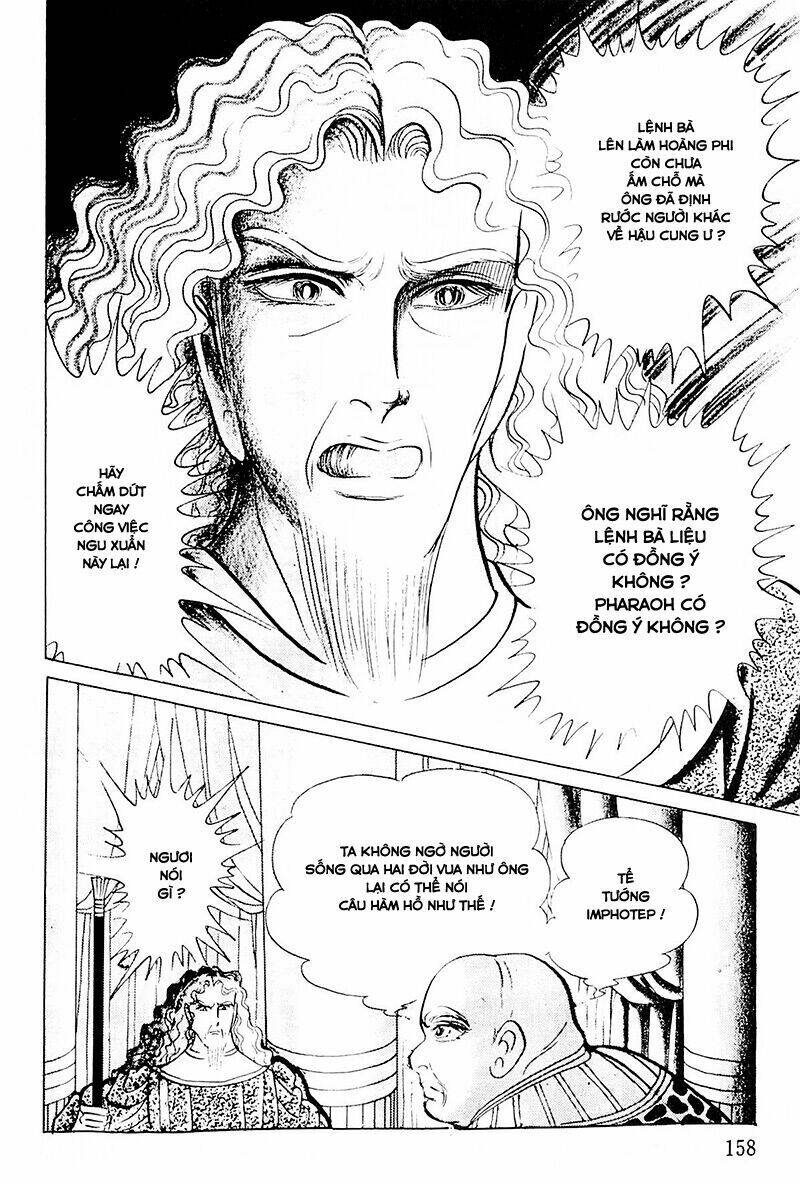 LỆNH BÀ
LÊN LÀM HOÀNG PHI
CÒN CHƯA
ẤM CHỖ MÀ
ÔNG ĐÃ ĐỊNH
RƯỚC NGƯỜI KHÁC
VỀ HẬU CUNG Ư ?
ÔNG NGHĨ RẰNG
LỆNH BÀ LIỆU
CÓ ĐỒNG Ý
KHÔNG ?
PHARAOH CÓ
ĐỒNG Ý KHÔNG ?
HÃY
CHẤM DỨT
NGAY
CÔNG VIỆC
NGU XUẨN
NÀY LẠI !
TỂ
TƯỚNG
IMPHOTEP !
TA KHÔNG NGỜ NGƯỜI
SỐNG QUA HAI ĐỜI VUA NHƯ ÔNG
LẠI CÓ THỂ NÓI
CÂU HÀM HỒ NHƯ THẾ !
NGƯƠI
NÓI
GÌ ?
158